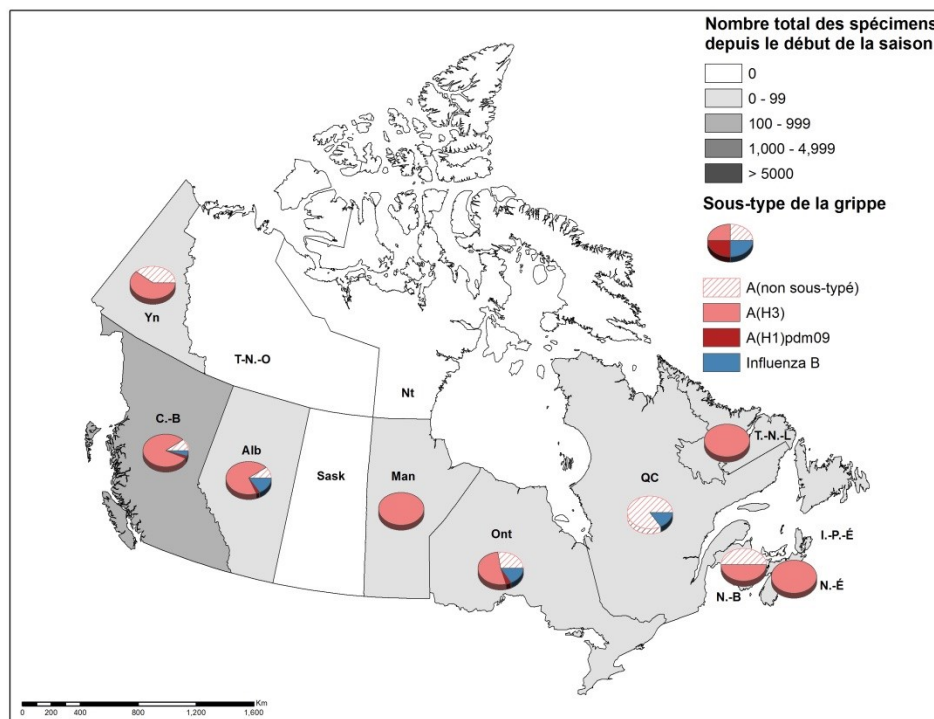 Nombre total des spécimens
depuis le début de la saison
0
0 - 99
100 - 999
1,000 - 4,999
> 5000
Sous-type de la grippe
A(non sous-typé)
A(H3)
A(H1)pdm09
Influenza B
Yn
T-N.-O
Nt
C.-B
Alb
Sask
Man
Ont
QC
T.-N.-L
I.-P.-É
N.-B
N.-É
Km
0 200 400 800 1,200 1,600